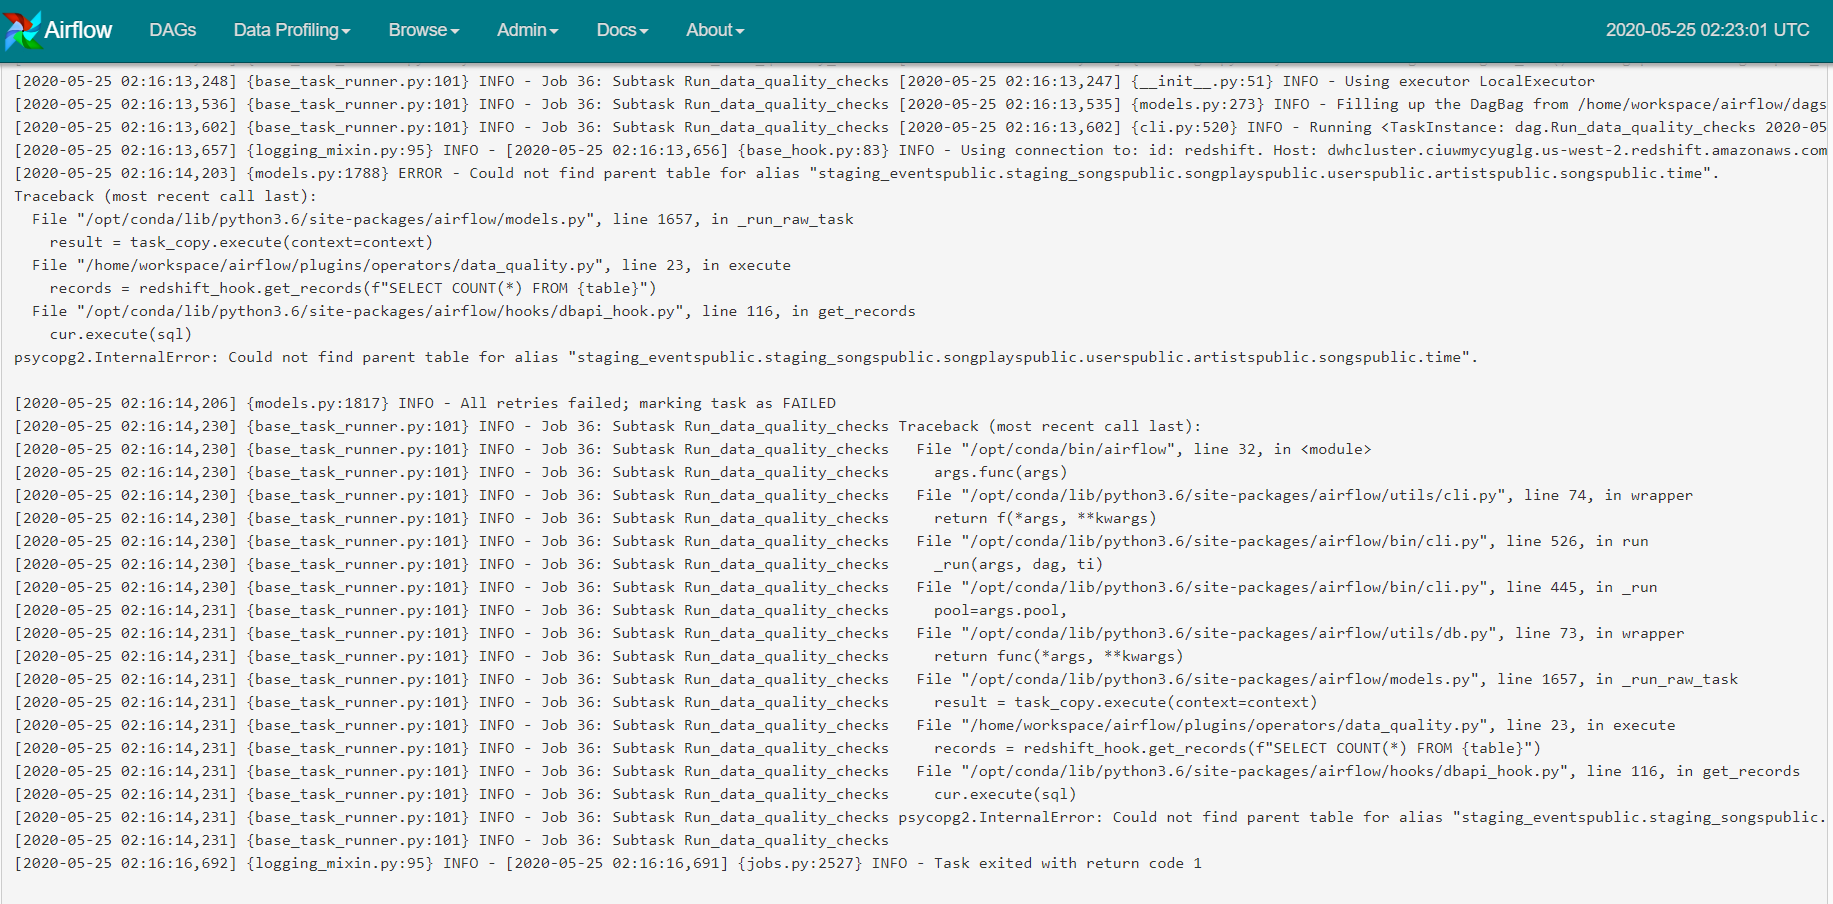 Airflow DAGs Data Profiling Browse Admin Docs About 2020-05-25 02:23:01 UTC
[2020-05-25 02:16:13,248] {base_task_runner.py:101} INFO - Job 36: Subtask Run_data_quality_checks [2020-05-25 02:16:13,247] {__init__.py:51} INFO - Using executor LocalExecutor
[2020-05-25 02:16:13,536] {base_task_runner.py:101} INFO - Job 36: Subtask Run_data_quality_checks [2020-05-25 02:16:13,535] {models.py:273} INFO - Filling up the DagBag from /home/workspace/airflow/dags
[2020-05-25 02:16:13,602] {base_task_runner.py:101} INFO - Job 36: Subtask Run_data_quality_checks [2020-05-25 02:16:13,602] {cli.py:520} INFO - Running <TaskInstance: dag.Run_data_quality_checks 2020-05
[2020-05-25 02:16:13,657] {logging_mixin.py:95} INFO - [2020-05-25 02:16:13,656] {base_hook.py:83} INFO - Using connection to: id: redshift. Host: dwhcluster.ciuwmycyuglg.us-west-2.redshift.amazonaws.com
[2020-05-25 02:16:14,203] {models.py:1788} ERROR - Could not find parent table for alias "staging_eventspublic.staging_songspublic.songplayspublic.userspublic.artistspublic.songspublic.time".
Traceback (most recent call last):
  File "/opt/conda/lib/python3.6/site-packages/airflow/models.py", line 1657, in _run_raw_task
    result = task_copy.execute(context=context)
  File "/home/workspace/airflow/plugins/operators/data_quality.py", line 23, in execute
    records = redshift_hook.get_records(f"SELECT COUNT(*) FROM {table}")
  File "/opt/conda/lib/python3.6/site-packages/airflow/hooks/dbapi_hook.py", line 116, in get_records
    cur.execute(sql)
psycopg2.InternalError: Could not find parent table for alias "staging_eventspublic.staging_songspublic.songplayspublic.userspublic.artistspublic.songspublic.time".
[2020-05-25 02:16:14,206] {models.py:1817} INFO - All retries failed; marking task as FAILED
[2020-05-25 02:16:14,230] {base_task_runner.py:101} INFO - Job 36: Subtask Run_data_quality_checks Traceback (most recent call last):
[2020-05-25 02:16:14,230] {base_task_runner.py:101} INFO - Job 36: Subtask Run_data_quality_checks   File "/opt/conda/bin/airflow", line 32, in <module>
[2020-05-25 02:16:14,230] {base_task_runner.py:101} INFO - Job 36: Subtask Run_data_quality_checks     args.func(args)
[2020-05-25 02:16:14,230] {base_task_runner.py:101} INFO - Job 36: Subtask Run_data_quality_checks   File "/opt/conda/lib/python3.6/site-packages/airflow/utils/cli.py", line 74, in wrapper
[2020-05-25 02:16:14,230] {base_task_runner.py:101} INFO - Job 36: Subtask Run_data_quality_checks     return f(*args, **kwargs)
[2020-05-25 02:16:14,230] {base_task_runner.py:101} INFO - Job 36: Subtask Run_data_quality_checks   File "/opt/conda/lib/python3.6/site-packages/airflow/bin/cli.py", line 526, in run
[2020-05-25 02:16:14,230] {base_task_runner.py:101} INFO - Job 36: Subtask Run_data_quality_checks     _run(args, dag, ti)
[2020-05-25 02:16:14,230] {base_task_runner.py:101} INFO - Job 36: Subtask Run_data_quality_checks   File "/opt/conda/lib/python3.6/site-packages/airflow/bin/cli.py", line 445, in _run
[2020-05-25 02:16:14,231] {base_task_runner.py:101} INFO - Job 36: Subtask Run_data_quality_checks     pool=args.pool,
[2020-05-25 02:16:14,231] {base_task_runner.py:101} INFO - Job 36: Subtask Run_data_quality_checks   File "/opt/conda/lib/python3.6/site-packages/airflow/utils/db.py", line 73, in wrapper
[2020-05-25 02:16:14,231] {base_task_runner.py:101} INFO - Job 36: Subtask Run_data_quality_checks     return func(*args, **kwargs)
[2020-05-25 02:16:14,231] {base_task_runner.py:101} INFO - Job 36: Subtask Run_data_quality_checks   File "/opt/conda/lib/python3.6/site-packages/airflow/models.py", line 1657, in _run_raw_task
[2020-05-25 02:16:14,231] {base_task_runner.py:101} INFO - Job 36: Subtask Run_data_quality_checks     result = task_copy.execute(context=context)
[2020-05-25 02:16:14,231] {base_task_runner.py:101} INFO - Job 36: Subtask Run_data_quality_checks   File "/home/workspace/airflow/plugins/operators/data_quality.py", line 23, in execute
[2020-05-25 02:16:14,231] {base_task_runner.py:101} INFO - Job 36: Subtask Run_data_quality_checks     records = redshift_hook.get_records(f"SELECT COUNT(*) FROM {table}")
[2020-05-25 02:16:14,231] {base_task_runner.py:101} INFO - Job 36: Subtask Run_data_quality_checks   File "/opt/conda/lib/python3.6/site-packages/airflow/hooks/dbapi_hook.py", line 116, in get_records
[2020-05-25 02:16:14,231] {base_task_runner.py:101} INFO - Job 36: Subtask Run_data_quality_checks     cur.execute(sql)
[2020-05-25 02:16:14,231] {base_task_runner.py:101} INFO - Job 36: Subtask Run_data_quality_checks psycopg2.InternalError: Could not find parent table for alias "staging_eventspublic.staging_songspublic.
[2020-05-25 02:16:14,231] {base_task_runner.py:101} INFO - Job 36: Subtask Run_data_quality_checks
[2020-05-25 02:16:16,692] {logging_mixin.py:95} INFO - [2020-05-25 02:16:16,691] {jobs.py:2527} INFO - Task exited with return code 1